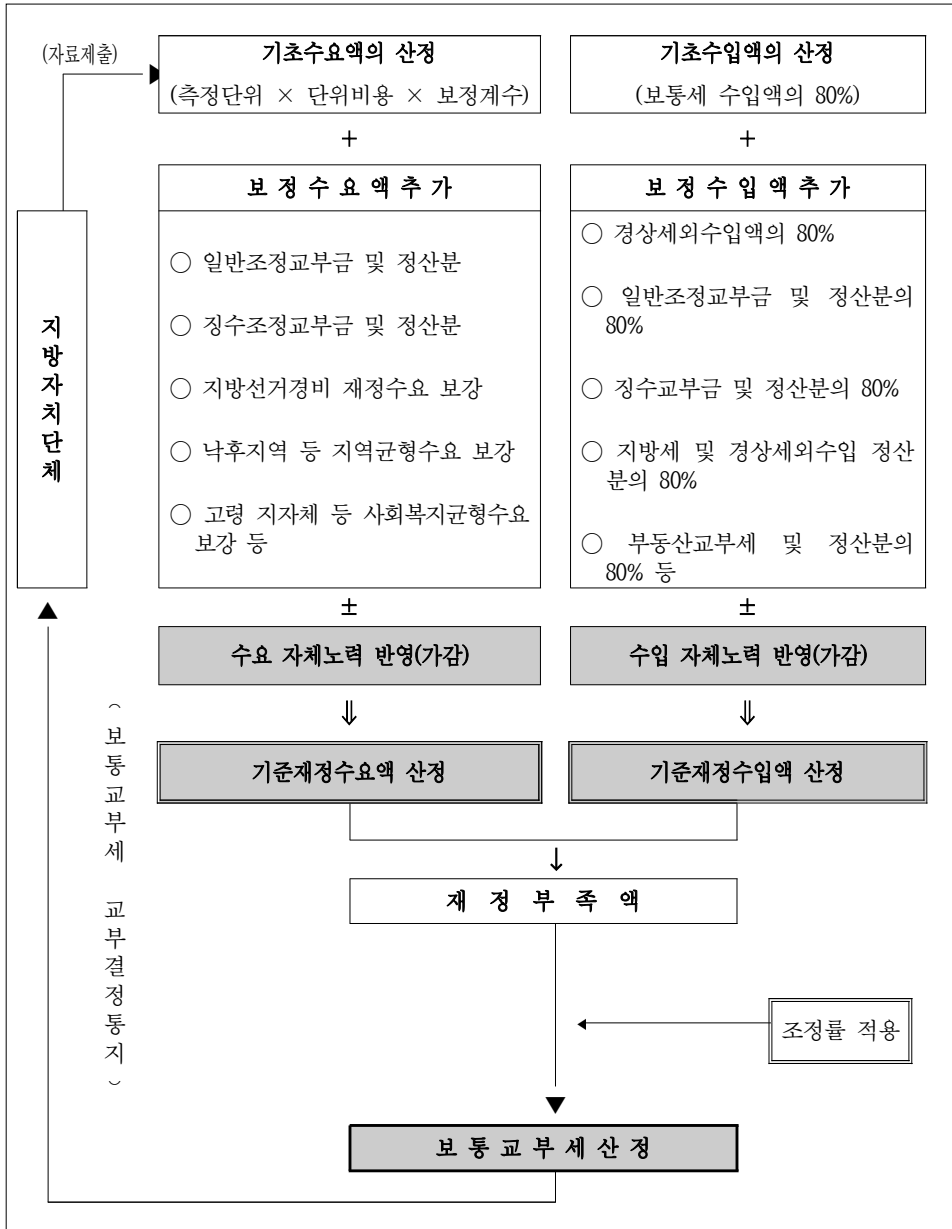 (자료제출)
기초수요액의 산정
(측정단위 × 단위비용 × 보정계수)
기초수입액의 산정
(보통세 수입액의 80%)
+
+
보 정 수 요 액 추 가
○ 일반조정교부금 및 정산분
○ 징수조정교부금 및 정산분
○ 지방선거경비 재정수요 보강
○ 낙후지역 등 지역균형수요 보강
○ 고령 지자체 등 사회복지균형수요
보강 등
보 정 수 입 액 추 가
○ 경상세외수입액의 80%
○ 일반조정교부금 및 정산분의
80%
○ 징수교부금 및 정산분의 80%
○ 지방세 및 경상세외수입 정산
분의 80%
○ 부동산교부세 및 정산분의
80% 등
지
방
자
치
단
체
±
±
수요 자체노력 반영(가감)
수입 자체노력 반영(가감)
⇓
⇓
기준재정수요액 산정
기준재정수입액 산정
↓
재 정 부 족 액
조정률 적용
보 통 교 부 세 산 정
(
보
통
교
부
세
교
부
결
정
통
지
)